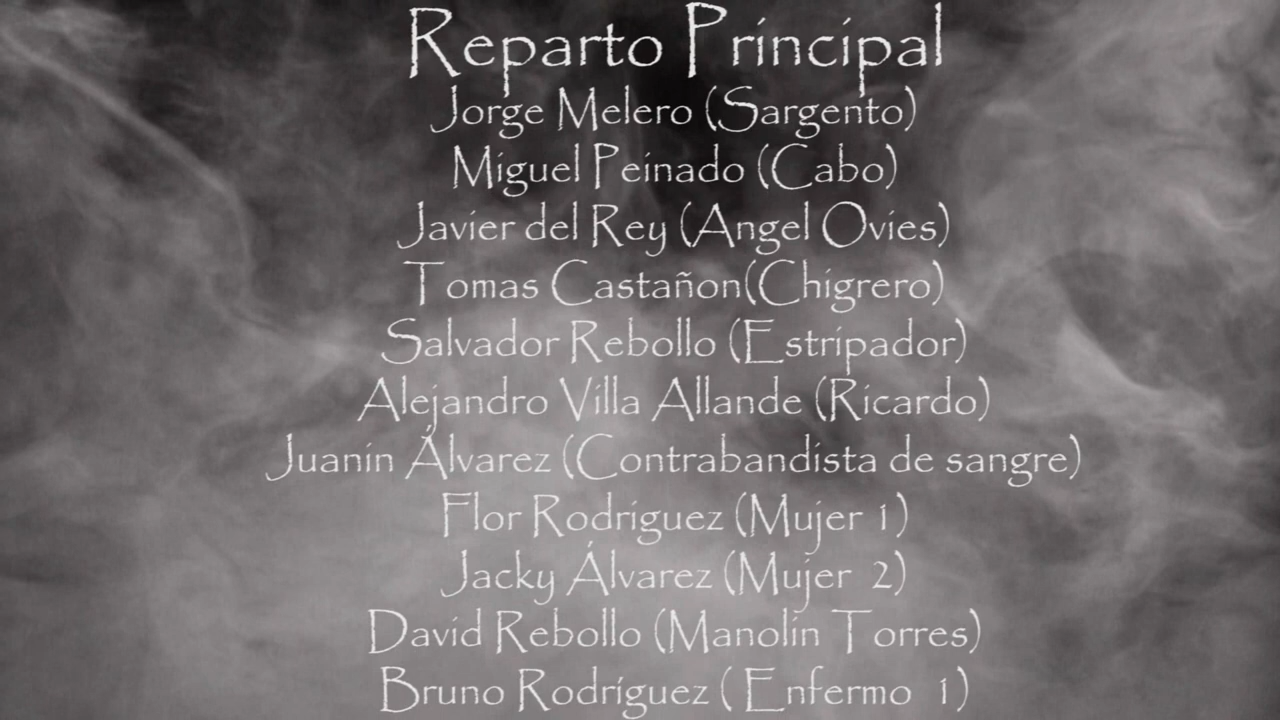 Reparto Principal
Jorge Melero (Sargento)
Miguel Peinado (Cabo)
Javier del Rey (Angel Ovies)
Tomas Castañon(Chigrero)
Salvador Rebollo (Estripador)
Alejandro Villa Allande (Ricardo)
Juanin Álvarez (Contrabandista de sangre)
Flor Rodriguez (Mujer 1)
Jacky Álvarez (Mujer 2)
David Rebollo (Manolin Torres)
Bruno Rodríguez ( Enfermo 1)